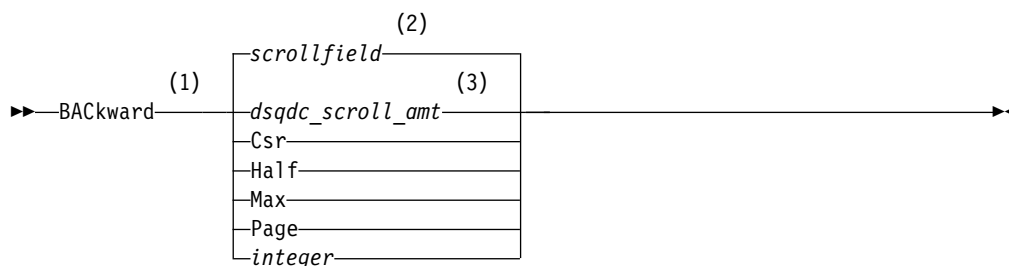 (2)
scrollfield
(1) (3)
BACkward dsqdc_scroll_amt
Csr
Half
Max
Page
integer